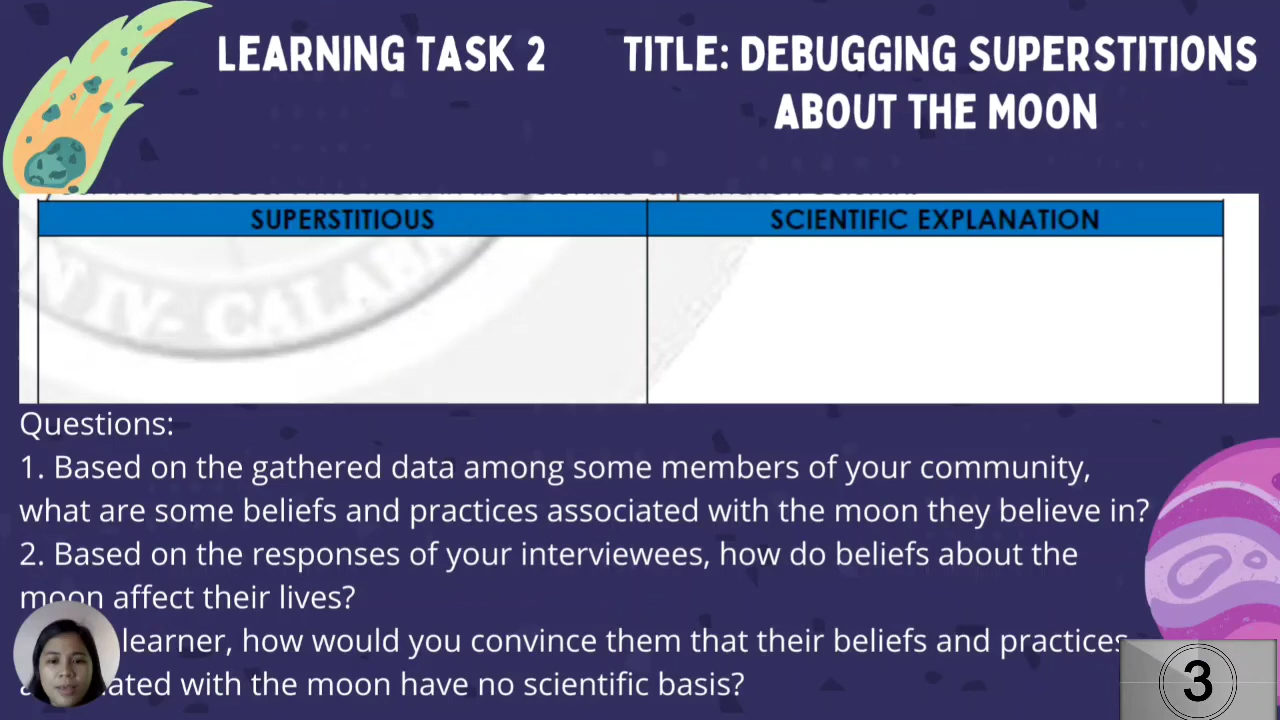 LEARNING TASK 2
TITLE: DEBUGGING SUPERSTITIONS
ABOUT THE MOON
SUPERSTITIOUS
SCIENTIFIC EXPLANATION
IV- CALABA
Questions:
1. Based on the gathered data among some members of your community,
what are some beliefs and practices associated with the moon they believe in?
2. Based on the responses of your interviewees, how do beliefs about the
moon affect their lives?
learner, how would you convince them that their beliefs and practices
with the moon have no scientific basis?
3